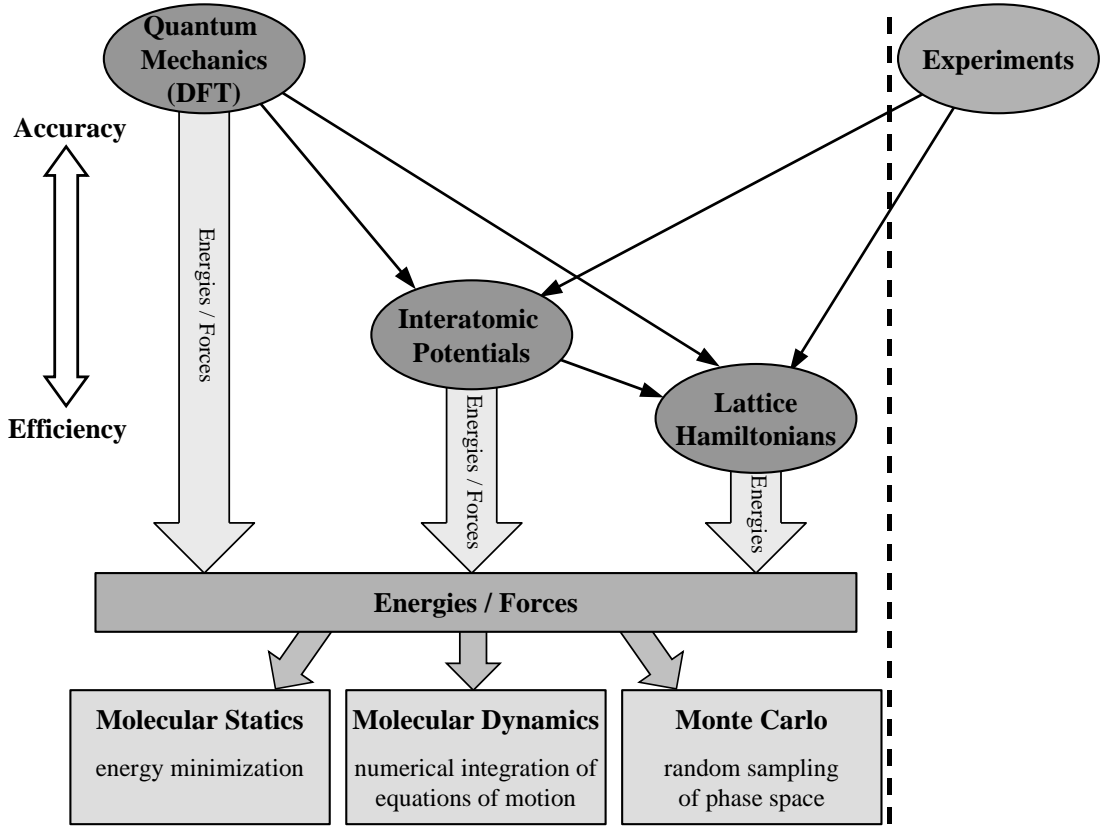 Quantum
Mechanics
(DFT)
Experiments
Accuracy
Energies / Forces
Interatomic
Potentials
Efficiency
Lattice
Hamiltonians
Energies / Forces
Energies
Energies / Forces
Molecular Statics
energy minimization
Molecular Dynamics
numerical integration of
equations of motion
Monte Carlo
random sampling
of phase space